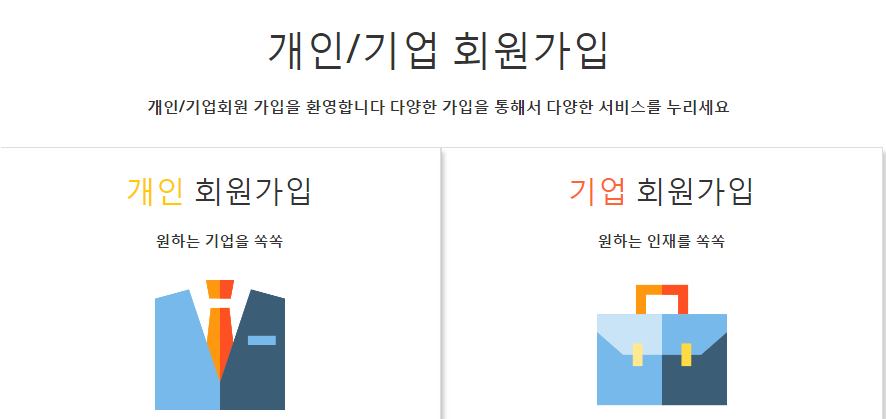 개인/기업 회원가입
개인/기업회원 가입을 환영합니다 다양한 가입을 통해서 다양한 서비스를 누리세요
개인 회원가입
원하는 기업을 쏙쏙
기업 회원가입
원하는 인재를 쏙쏙